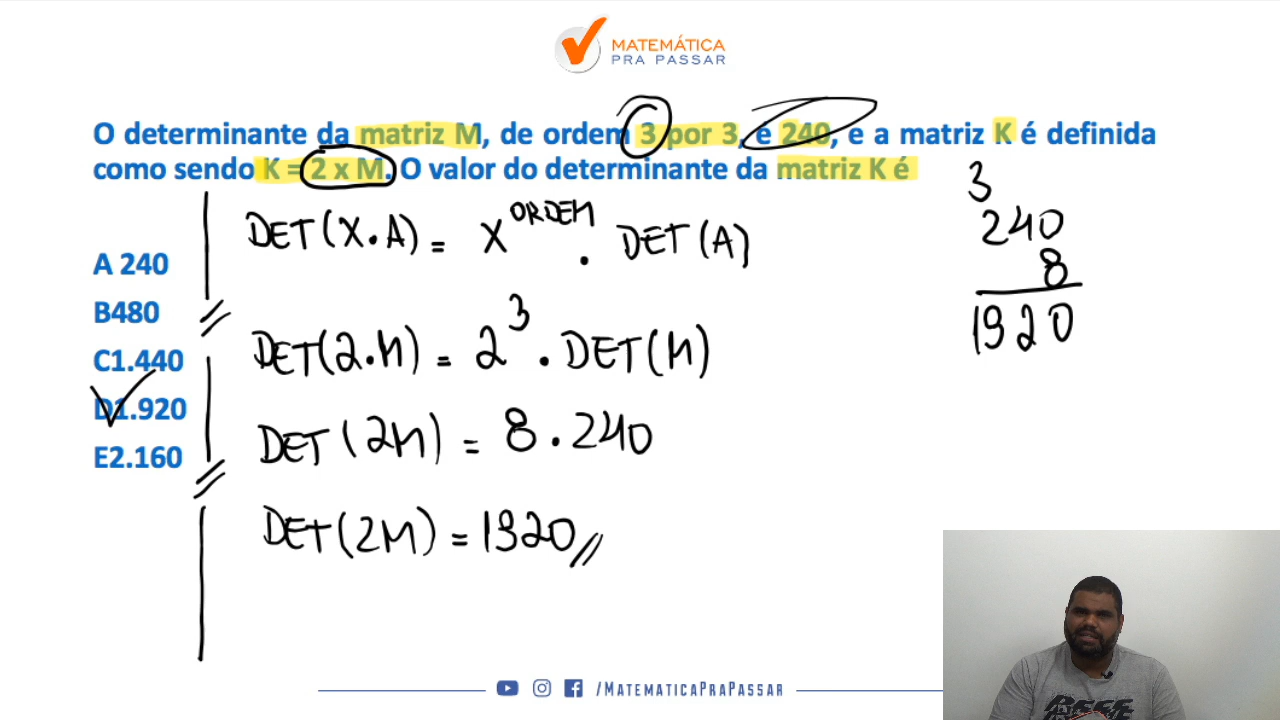 MATEMÁTICA
PRA PASSAR
O determinante da matriz M, de ordem 3 por 3, é 240, e a matriz K é definida
como sendo K = 2 x M. O valor do determinante da matriz K é
A 240
B480
C1.440
D1.920
E2.160
DET(X.A) = X^ORDEM . DET(A)
DET(2.M) = 2^3 . DET(M)
DET(2M) = 8.240
DET(2M) = 1920//
3
240
8
1920
/MATEMATICAPRAPASSAR